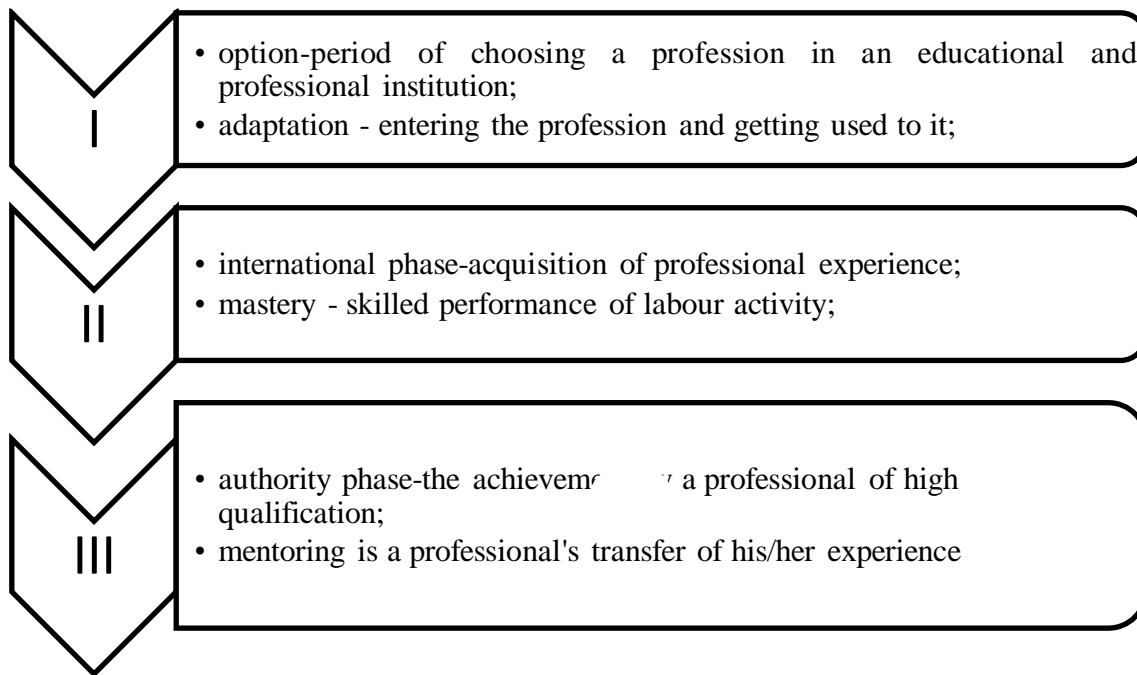 I
• option-period of choosing a profession in an educational and
professional institution;
• adaptation - entering the profession and getting used to it;
II
• international phase-acquisition of professional experience;
• mastery - skilled performance of labour activity;
III
• authority phase-the a professional of high
qualification;
• mentoring is a professional's transfer of his/her experience